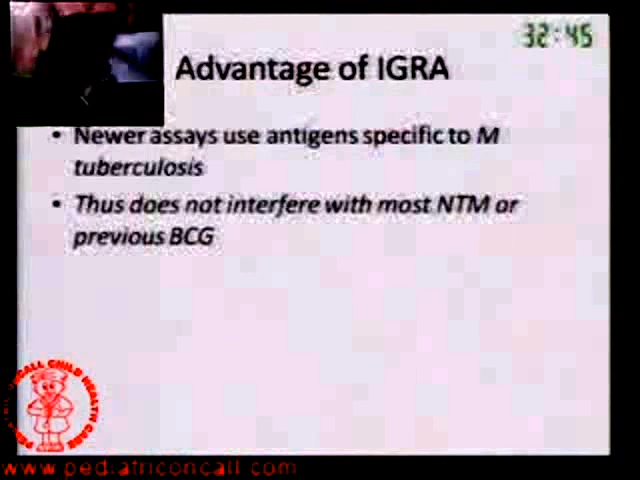 32:45
Advantage of IGRA
• Newer assays use antigens specific to M
tuberculosis
• Thus does not interfere with most NTM or
previous BCG
www.pediatriconcall.com